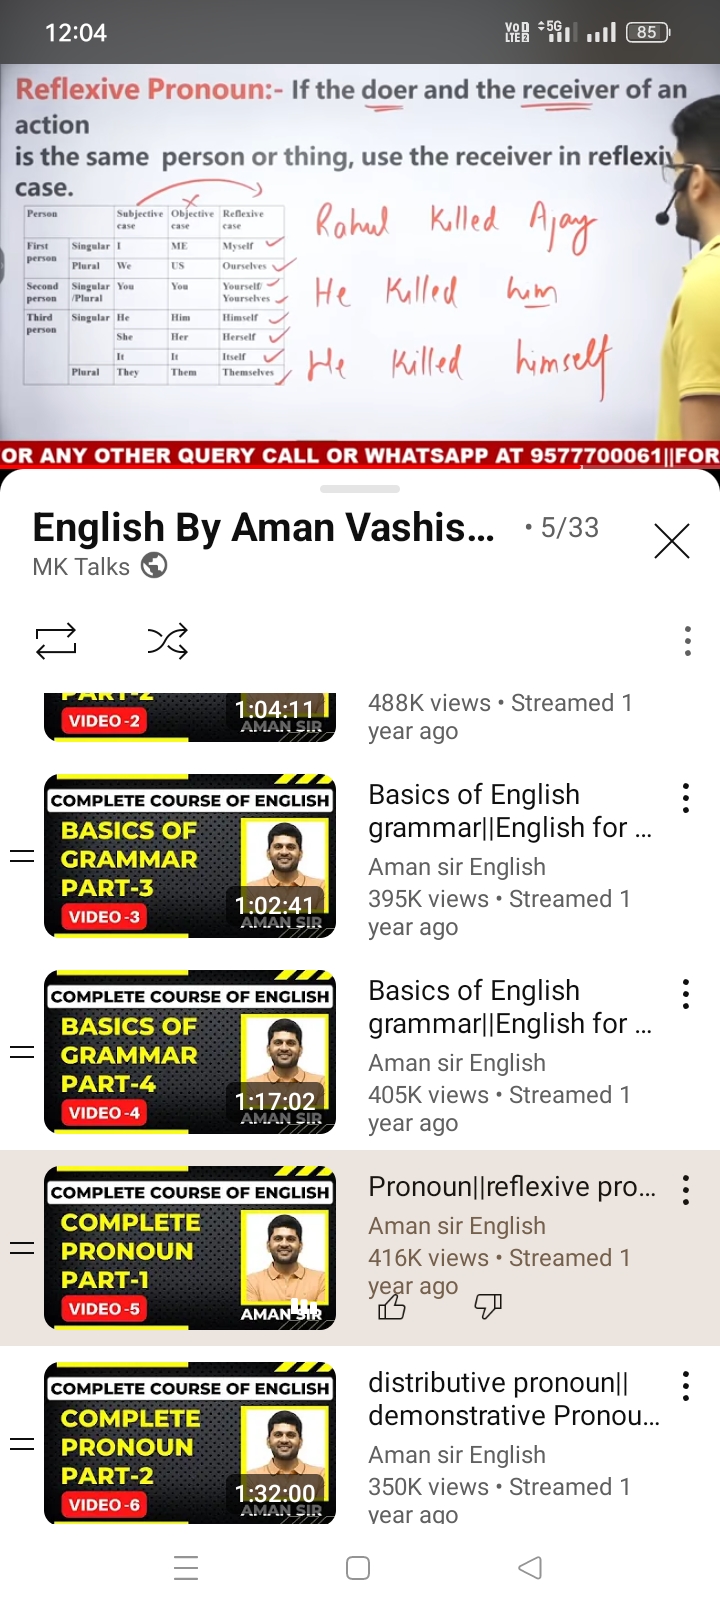 12:04
VoD LTE2 5G 85
Reflexive Pronoun:- If the doer and the receiver of an
action
is the same person or thing, use the receiver in reflexiv
case.
Person Subjective case Objective case Reflexive case
First person Singular I ME Myself
Plural We US Ourselves
Second person Singular /Plural You You Yourself/ Yourselves
Third person Singular He Him Himself
She Her Herself
It It Itself
Plural They Them Themselves
Rahul Killed Ajay
He Killed him
He Killed himself
OR ANY OTHER QUERY CALL OR WHATSAPP AT 9577700061||FOR
English By Aman Vashis... • 5/33
MK Talks
PART-2
VIDEO-2
1:04:11
AMAN SIR
488K views • Streamed 1
year ago
COMPLETE COURSE OF ENGLISH
BASICS OF
GRAMMAR
PART-3
VIDEO-3
1:02:41
AMAN SIR
Basics of English
grammar||English for ...
Aman sir English
395K views • Streamed 1
year ago
COMPLETE COURSE OF ENGLISH
BASICS OF
GRAMMAR
PART-4
VIDEO-4
1:17:02
AMAN SIR
Basics of English
grammar||English for ...
Aman sir English
405K views • Streamed 1
year ago
COMPLETE COURSE OF ENGLISH
COMPLETE
PRONOUN
PART-1
VIDEO-5
AMAN SIR
Pronoun||reflexive pro...
Aman sir English
416K views • Streamed 1
year ago
COMPLETE COURSE OF ENGLISH
COMPLETE
PRONOUN
PART-2
VIDEO-6
1:32:00
AMAN SIR
distributive pronoun||
demonstrative Pronou...
Aman sir English
350K views • Streamed 1
year ago